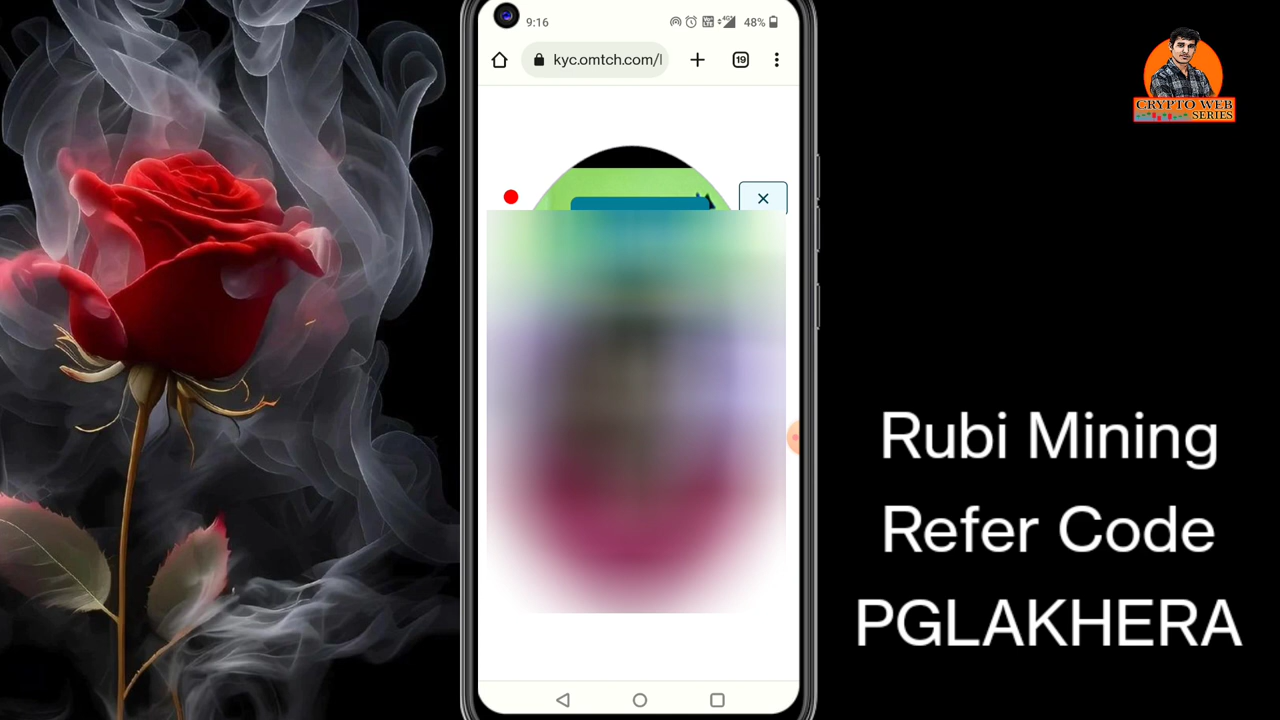 9:16
48%
kyc.omtch.com/l
19
CRYPTO WEB
SERIES
Rubi Mining
Refer Code
PGLAKHERA